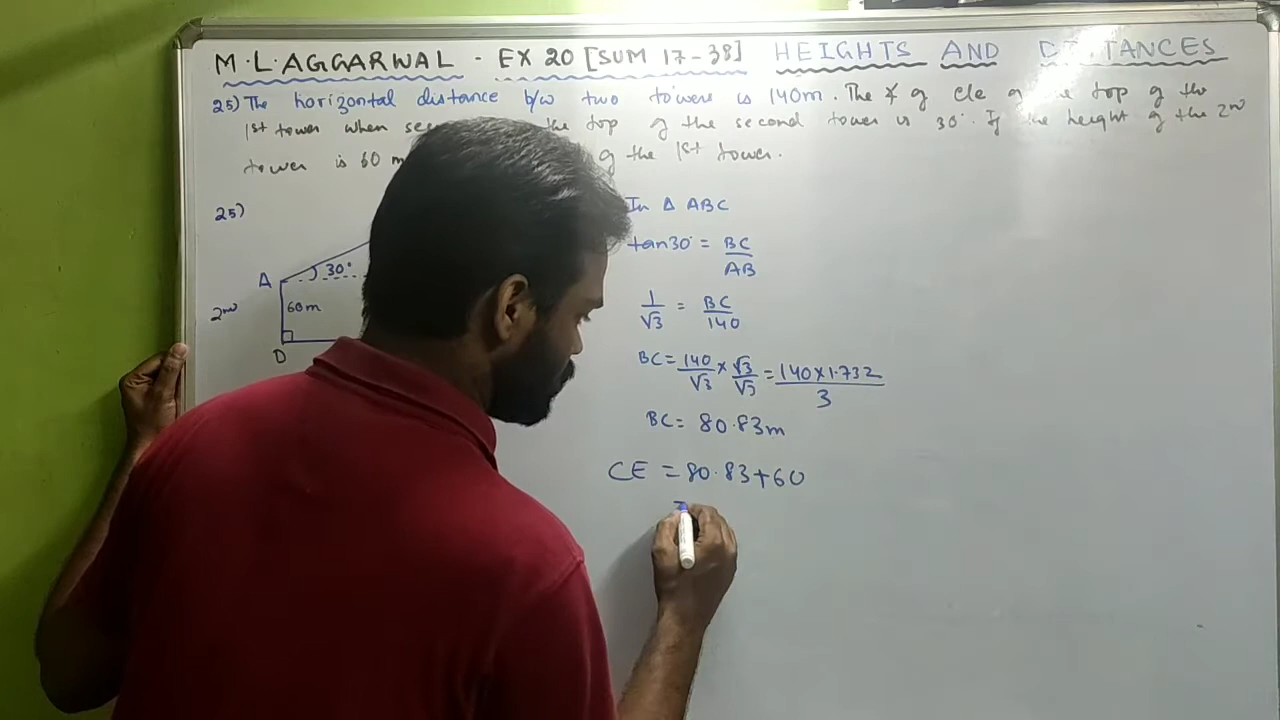 M.L.AGGARWAL - EX 20 [SUM 17-38] HEIGHTS AND DISTANCES
25) The horizontal distance b/w two towers is 140m. The ∡ of ele of top of the
1st tower when the top of the second tower is 30°. If the height of the 2nd
tower is 60 m of the 1st tower.
25)
A 30°
2nd 60m
D
In Δ ABC
tan30° = BC/AB
1/√3 = BC/140
BC = 140/√3 × √3/√3 = 140×1.732/3
BC = 80.83m
CE = 80.83+60